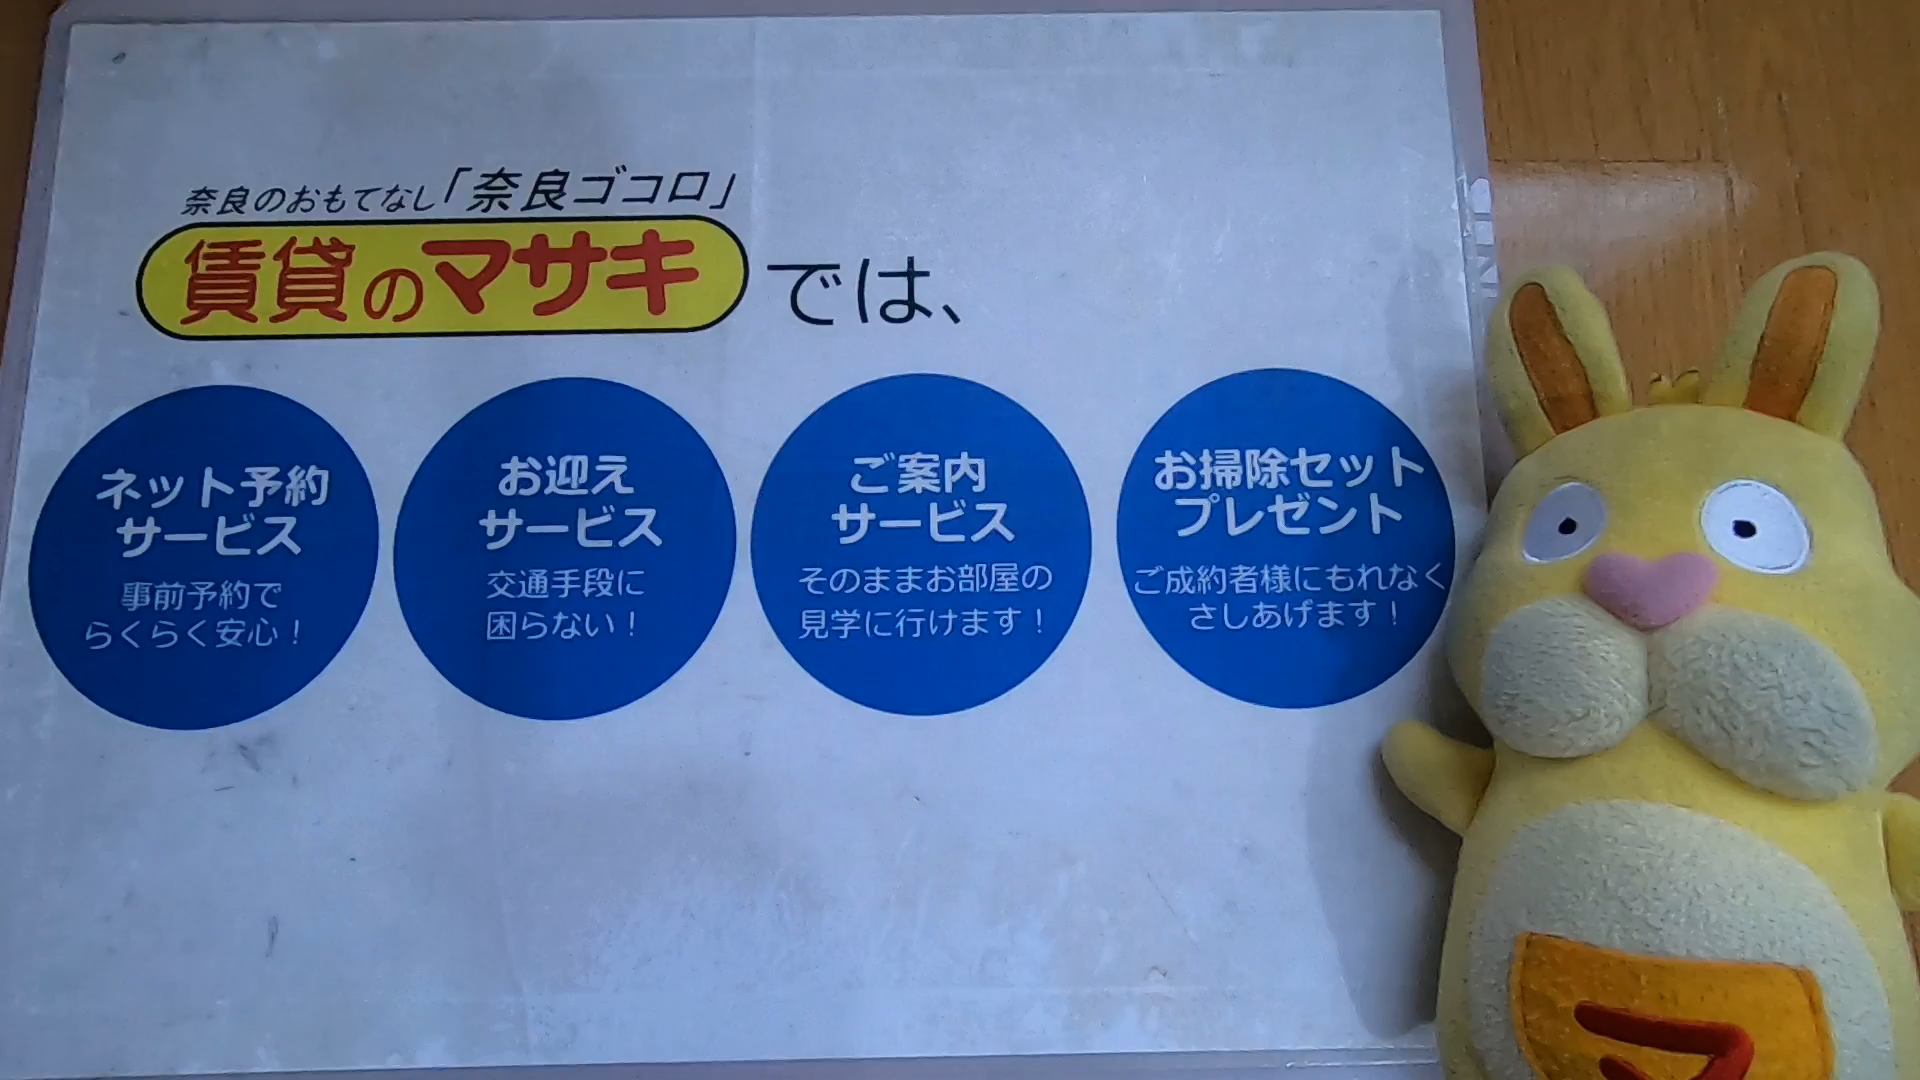 奈良のおもてなし「奈良ゴコロ」
賃貸のマサキでは、
ネット予約
サービス
事前予約で
らくらく安心！
お迎え
サービス
交通手段に
困らない！
ご案内
サービス
そのままお部屋の
見学に行けます！
お掃除セット
プレゼント
ご成約者様にもれなく
さしあげます！
マ